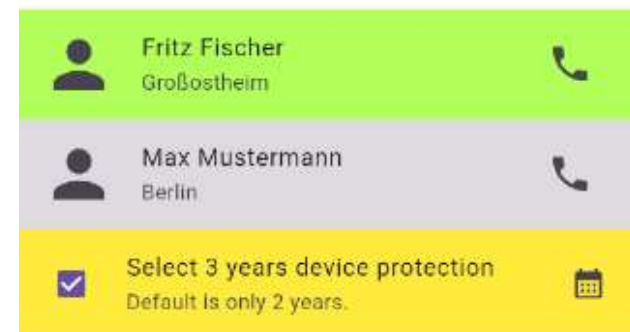 Fritz Fischer
Großostheim
Max Mustermann
Berlin
Select 3 years device protection
Default is only 2 years.